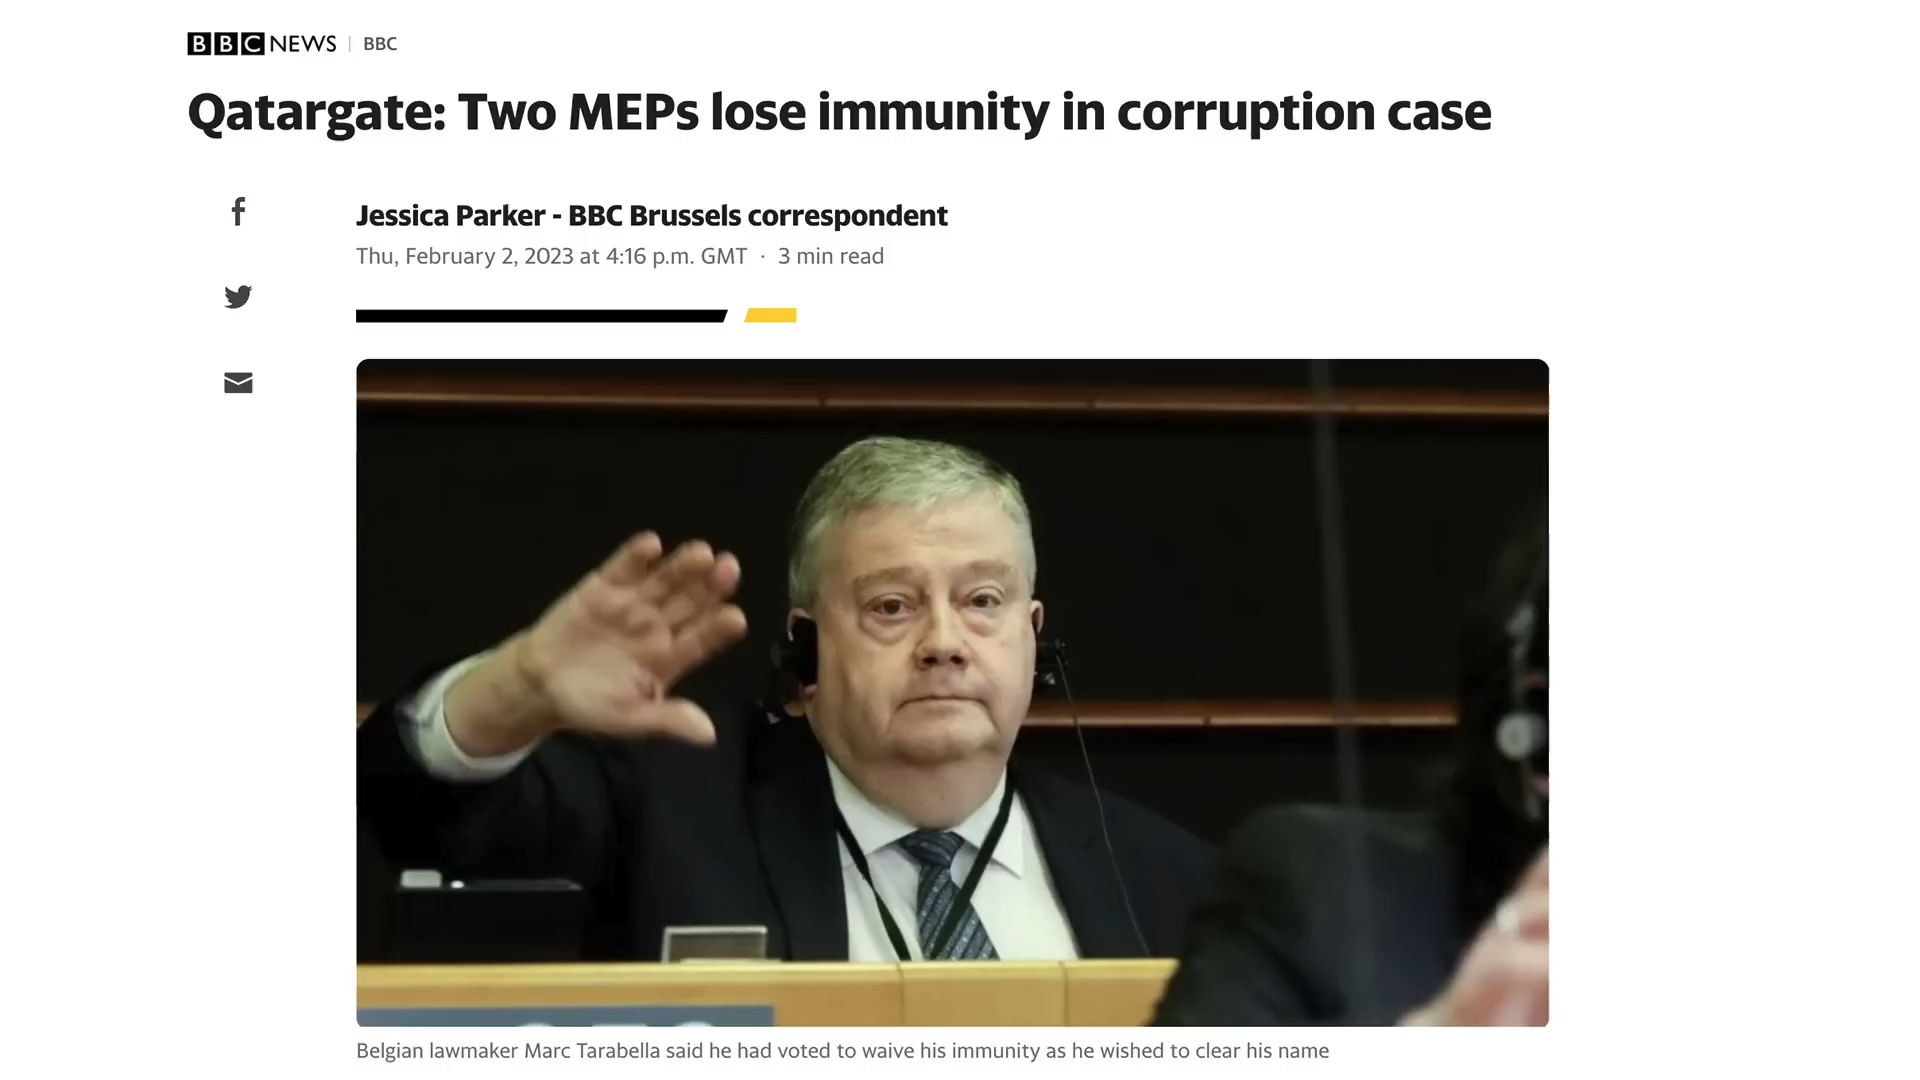 BBC NEWS | BBC
Qatargate: Two MEPs lose immunity in corruption case
Jessica Parker - BBC Brussels correspondent
Thu, February 2, 2023 at 4:16 p.m. GMT · 3 min read
Belgian lawmaker Marc Tarabella said he had voted to waive his immunity as he wished to clear his name